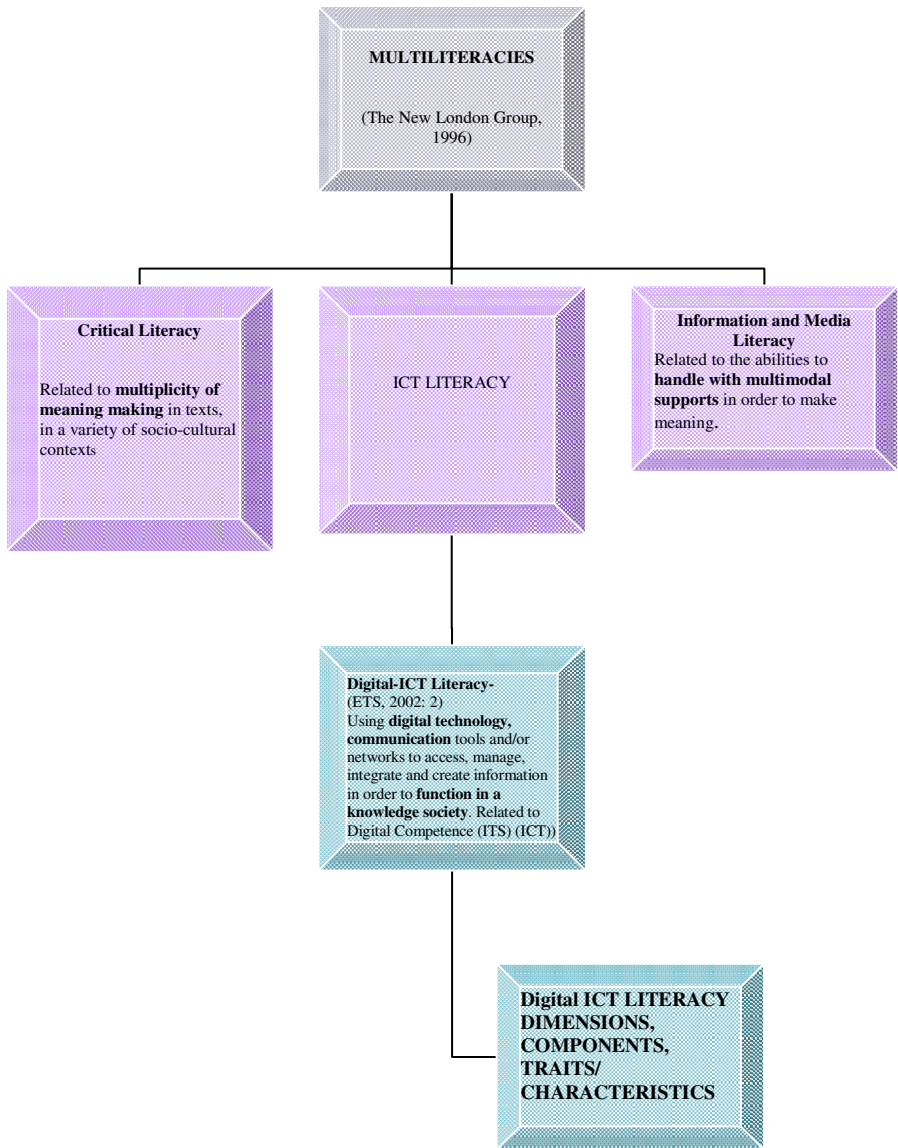 MULTILITERACIES
(The New London Group,
1996)
Critical Literacy
Related to multiplicity of
meaning making in texts,
in a variety of socio-cultural
contexts
ICT LITERACY
Information and Media
Literacy
Related to the abilities to
handle with multimodal
supports in order to make
meaning.
Digital-ICT Literacy-
(ETS, 2002: 2)
Using digital technology,
communication tools and/or
networks to access, manage,
integrate and create information
in order to function in a
knowledge society. Related to
Digital Competence (ITS) (ICT))
Digital ICT LITERACY
DIMENSIONS,
COMPONENTS,
TRAITS/
CHARACTERISTICS